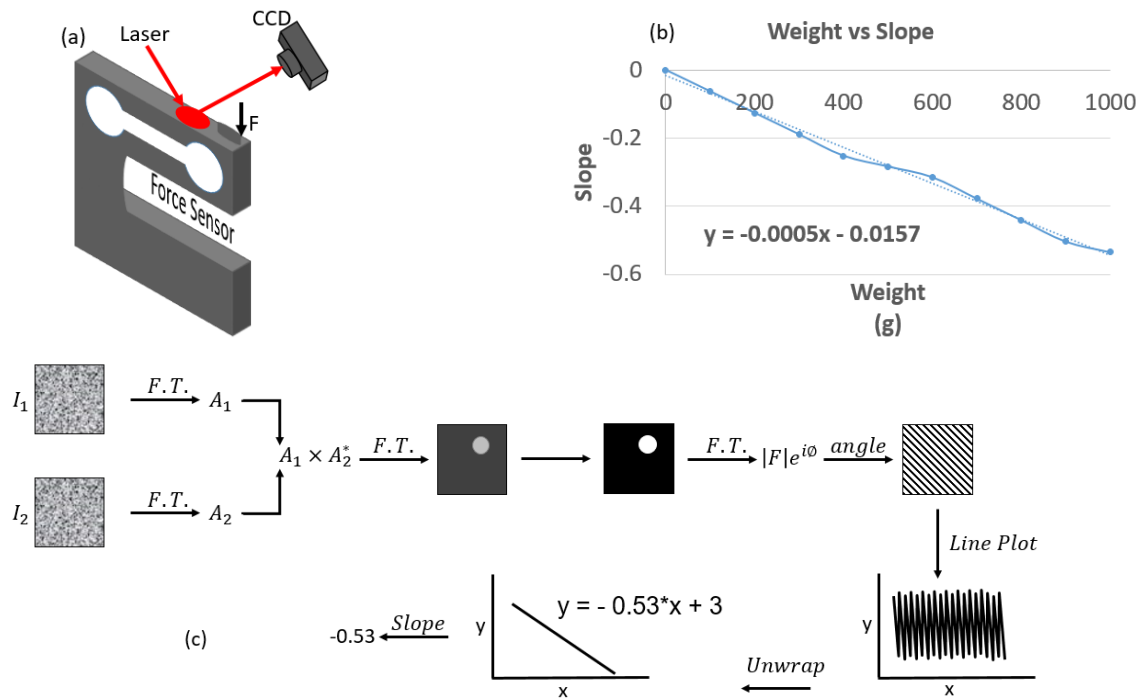 (a)
Laser
CCD
F
Force Sensor
(b)
Weight vs Slope
0
0 200 400 600 800 1000
-0.2
-0.4
-0.6
Slope
y = -0.0005x - 0.0157
Weight
(g)
I₁
F.T.
A₁
I₂
F.T.
A₂
A₁ × A₂*
F.T.
F.T.
|F|e^{iø}
angle
Line Plot
y
x
Unwrap
y = - 0.53*x + 3
y
x
Slope
-0.53
(c)